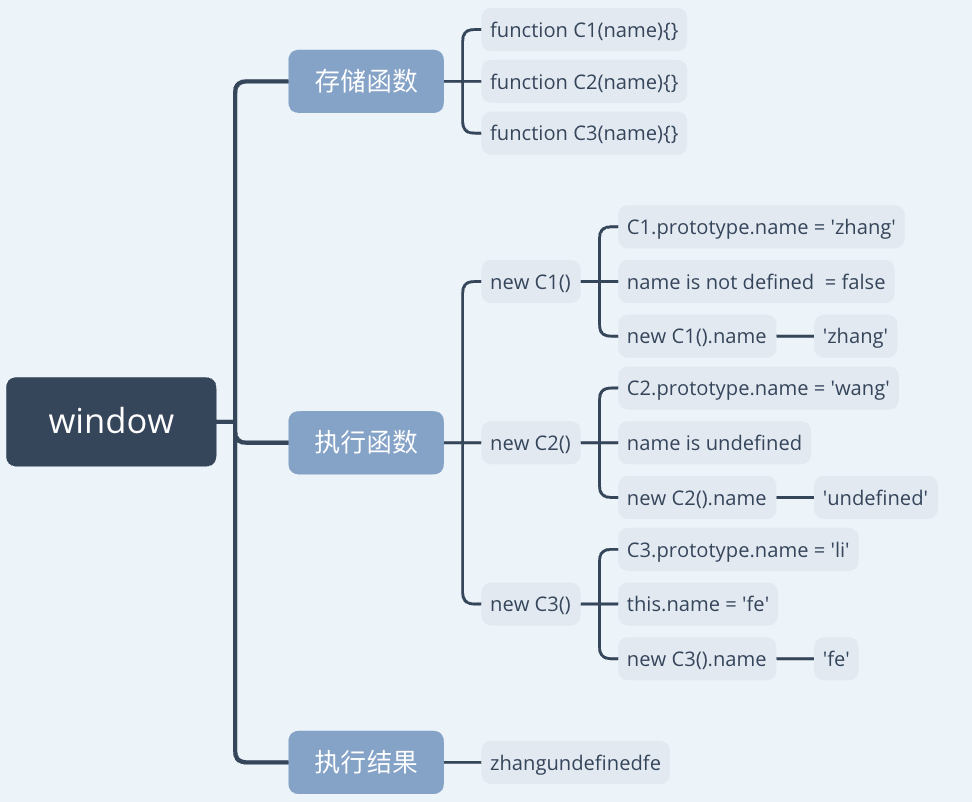 window
存储函数
function C1(name){}
function C2(name){}
function C3(name){}
执行函数
new C1()
C1.prototype.name = 'zhang'
name is not defined  = false
new C1().name
'zhang'
new C2()
C2.prototype.name = 'wang'
name is undefined
new C2().name
'undefined'
new C3()
C3.prototype.name = 'li'
this.name = 'fe'
new C3().name
'fe'
执行结果
zhangundefinedfe